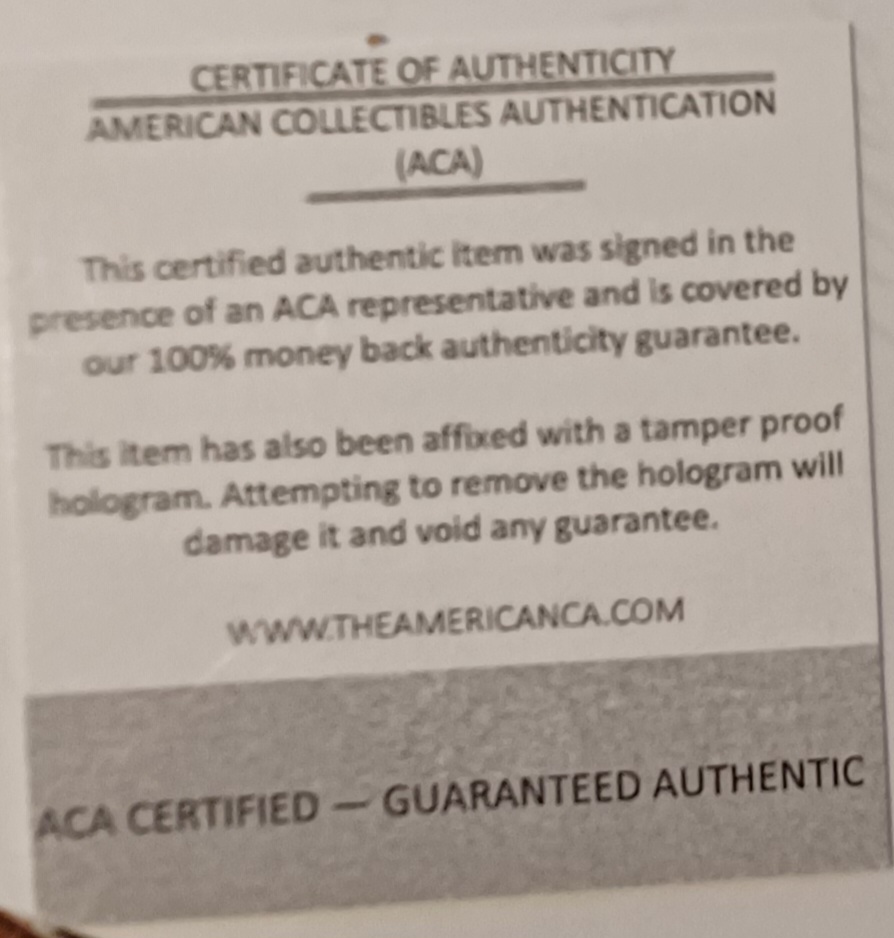 CERTIFICATE OF AUTHENTICITY
AMERICAN COLLECTIBLES AUTHENTICATION
(ACA)
This certified authentic item was signed in the
presence of an ACA representative and is covered by
our 100% money back authenticity guarantee.
This item has also been affixed with a tamper proof
hologram. Attempting to remove the hologram will
damage it and void any guarantee.
WWW.THEAMERICANCA.COM
ACA CERTIFIED — GUARANTEED AUTHENTIC